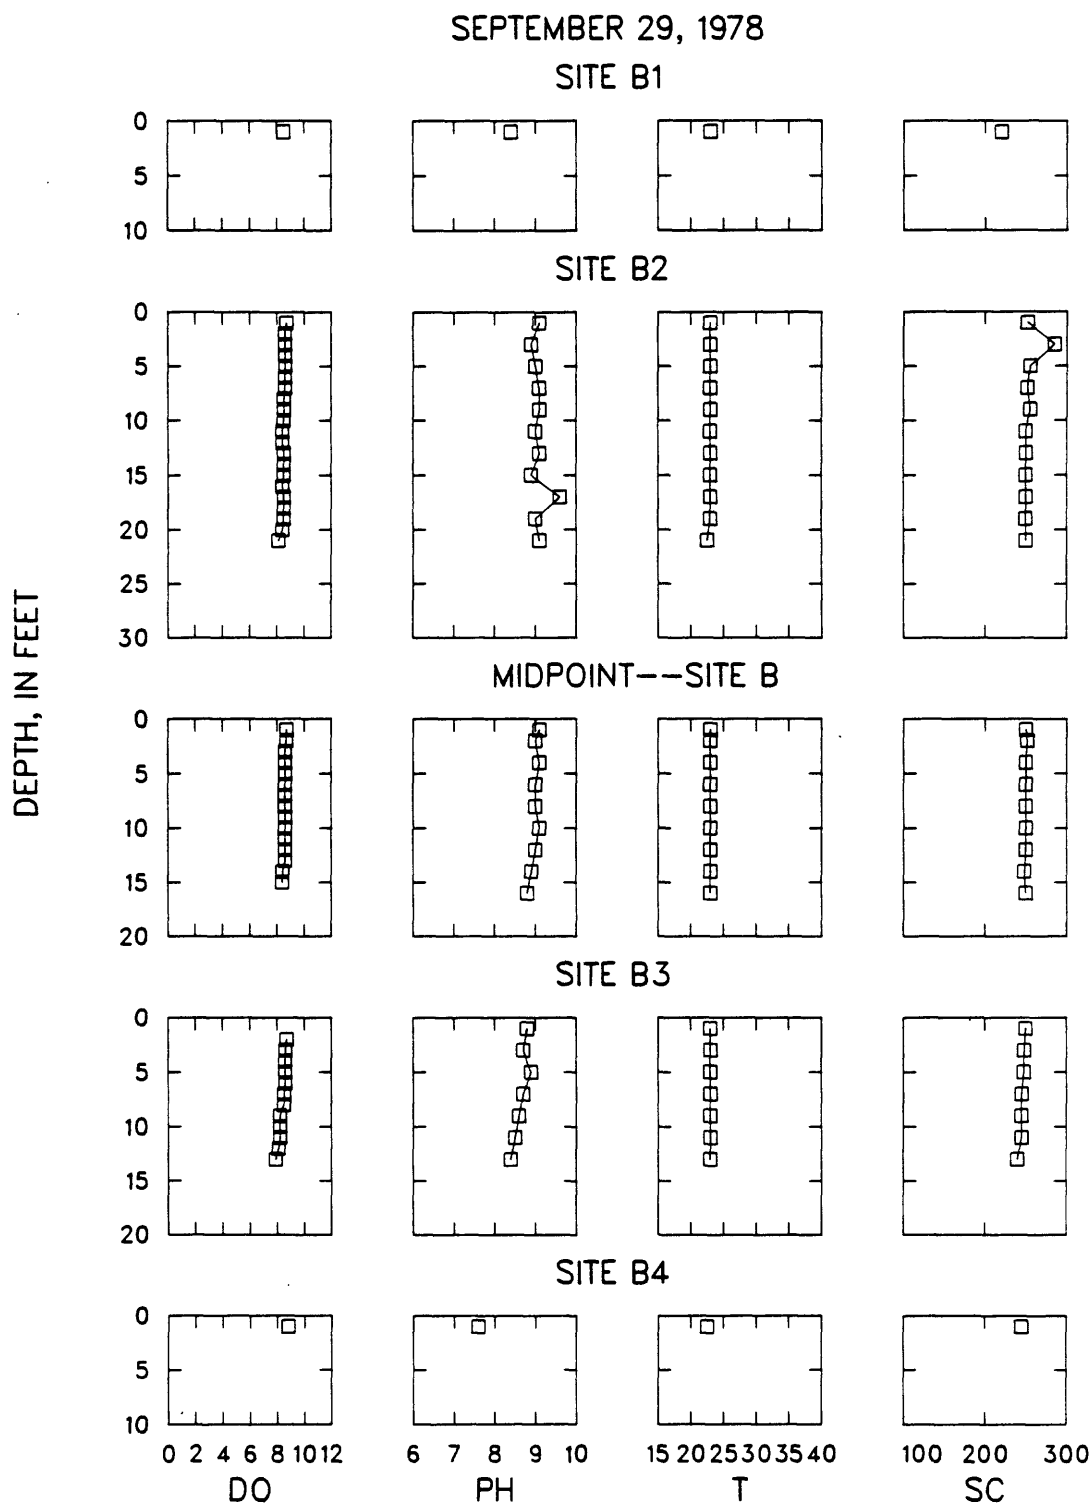 SEPTEMBER 29, 1978
SITE B1
0
5
10
SITE B2
0
5
10
15
20
25
30
DEPTH, IN FEET
MIDPOINT--SITE B
0
5
10
15
20
SITE B3
0
5
10
15
20
SITE B4
0
5
10
0 2 4 6 8 10 12 6 7 8 9 10 15 20 25 30 35 40 100 200 300
DO PH T SC